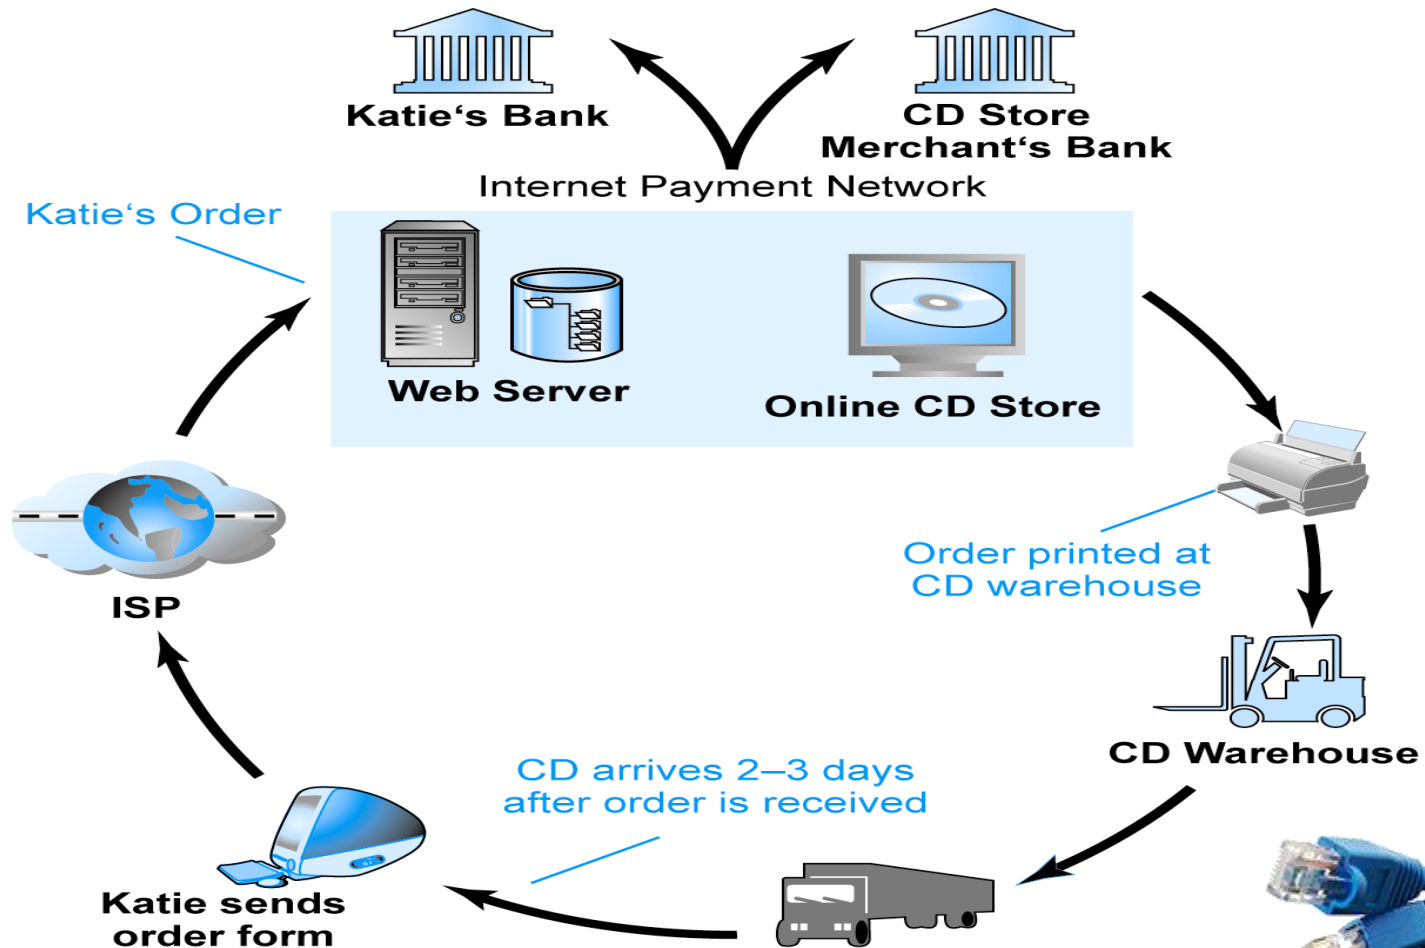 Katie‘s Bank
CD Store
Merchant‘s Bank
Internet Payment Network
Katie‘s Order
Web Server
Online CD Store
Order printed at
CD warehouse
ISP
CD Warehouse
CD arrives 2–3 days
after order is received
Katie sends
order form